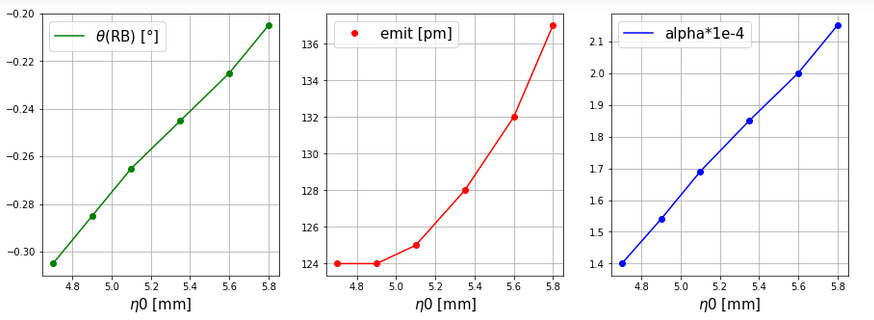 θ(RB) [°]
−0.20
−0.22
−0.24
−0.26
−0.28
−0.30
4.8 5.0 5.2 5.4 5.6 5.8
η0 [mm]
emit [pm]
136
134
132
130
128
126
124
4.8 5.0 5.2 5.4 5.6 5.8
η0 [mm]
alpha*1e-4
2.1
2.0
1.9
1.8
1.7
1.6
1.5
1.4
4.8 5.0 5.2 5.4 5.6 5.8
η0 [mm]